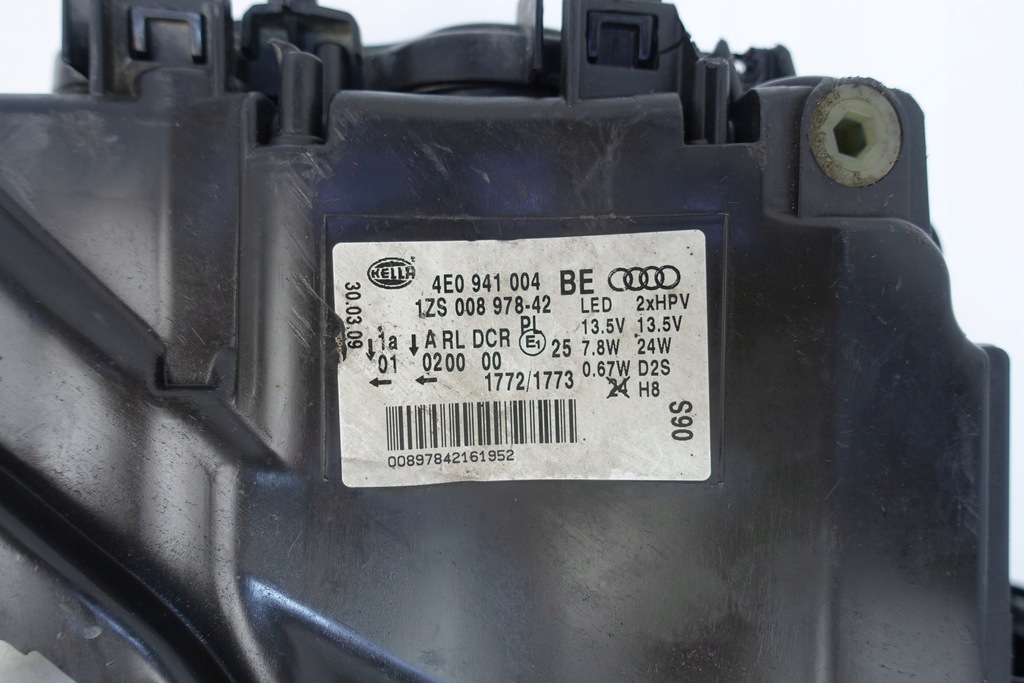 HELLA
4E0 941 004 BE
1ZS 008 978-42 LED 2xHPV
30.03.09
PL 13.5V 13.5V
↓1a ↓A RL DCR E1 25 7.8W 24W
01 0200 00 0.67W D2S
← ← 1772/1773 24 H8
S90
00897842161952